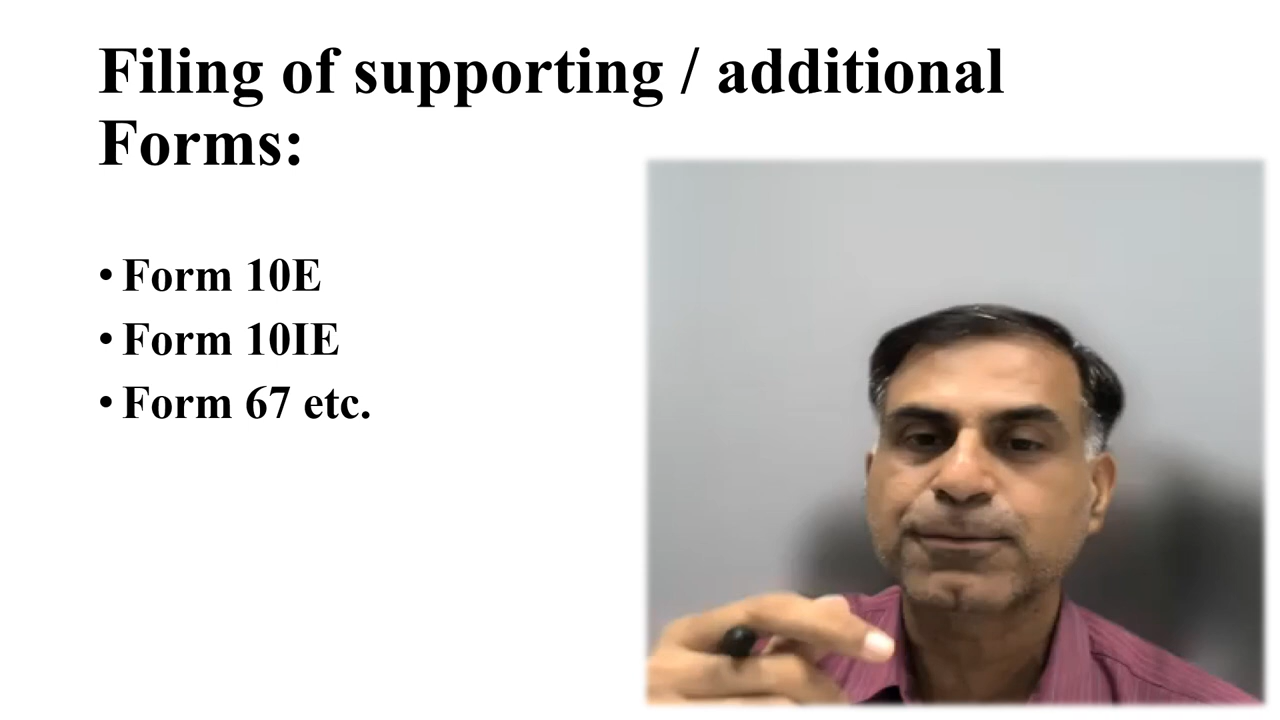 Filing of supporting / additional
Forms:
• Form 10E
• Form 10IE
• Form 67 etc.